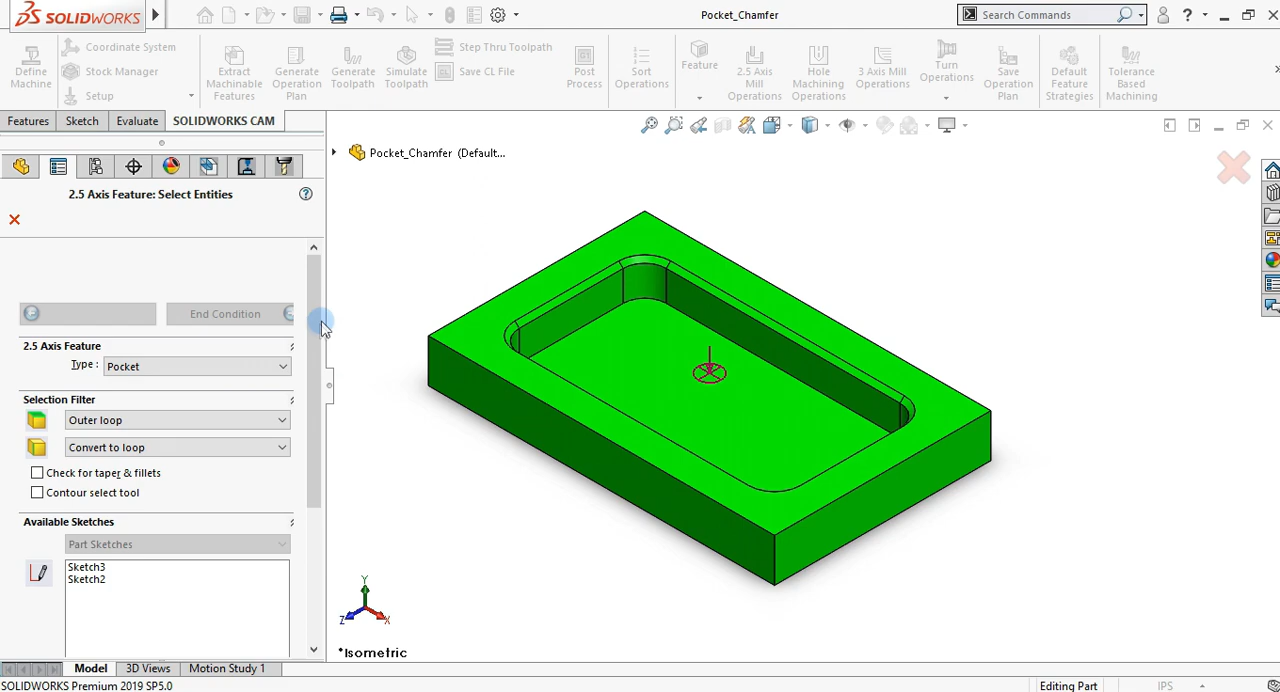 SOLIDWORKS
Pocket_Chamfer
Search Commands
?
Define Machine
Coordinate System
Stock Manager
Setup
Extract Machinable Features
Generate Operation Plan
Generate Toolpath
Simulate Toolpath
Step Thru Toolpath
Save CL File
Post Process
Sort Operations
Feature
2.5 Axis Mill Operations
Hole Machining Operations
3 Axis Mill Operations
Turn Operations
Save Operation Plan
Default Feature Strategies
Tolerance Based Machining
Features
Sketch
Evaluate
SOLIDWORKS CAM
Pocket_Chamfer (Default...
2.5 Axis Feature: Select Entities
?
End Condition
2.5 Axis Feature
Type : Pocket
Selection Filter
Outer loop
Convert to loop
Check for taper & fillets
Contour select tool
Available Sketches
Part Sketches
Sketch3
Sketch2
Y
Z
X
*Isometric
Model
3D Views
Motion Study 1
SOLIDWORKS Premium 2019 SP5.0
Editing Part
IPS